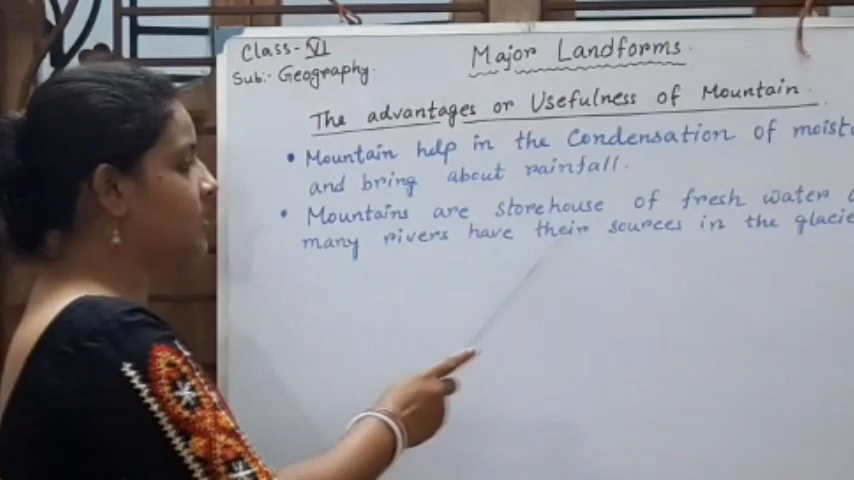 Class- VI
Sub:- Geography.
Major Landforms.
The advantages or Usefulness of Mountain.
• Mountain help in the Condensation of
and bring about rainfall.
• Mountains are storehouse of fresh water
many rivers have their sources in the